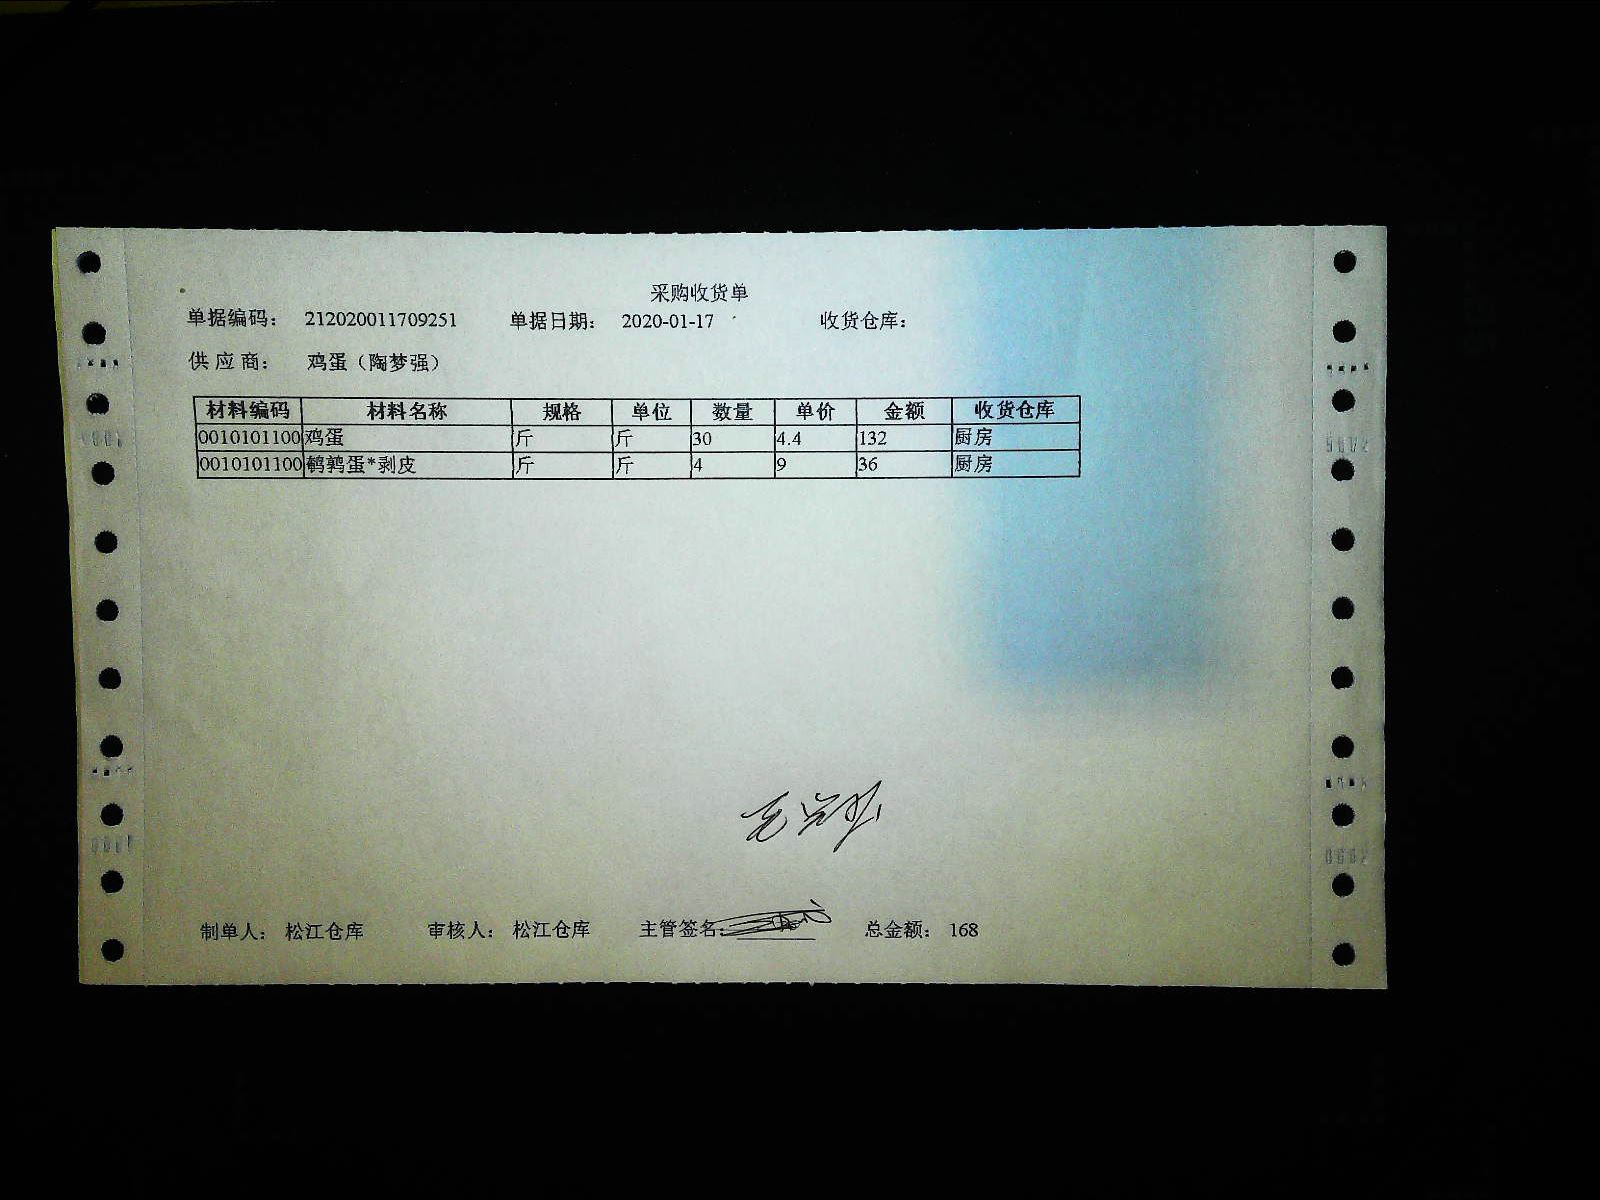 采购收货单
单据编码： 212020011709251 单据日期： 2020-01-17 收货仓库：
供应商： 鸡蛋（陶梦强）
材料编码 材料名称 规格 单位 数量 单价 金额 收货仓库
0010101100 鸡蛋 斤 斤 30 4.4 132 厨房
0010101100 鹌鹑蛋*剥皮 斤 斤 4 9 36 厨房
制单人： 松江仓库 审核人： 松江仓库 主管签名： 总金额： 168